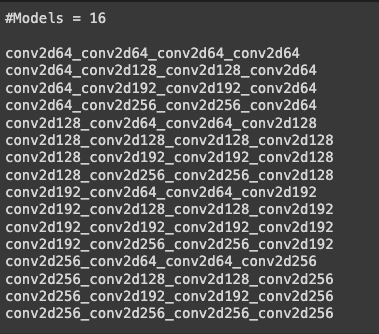 #Models = 16
conv2d64_conv2d64_conv2d64_conv2d64
conv2d64_conv2d128_conv2d128_conv2d64
conv2d64_conv2d192_conv2d192_conv2d64
conv2d64_conv2d256_conv2d256_conv2d64
conv2d128_conv2d64_conv2d64_conv2d128
conv2d128_conv2d128_conv2d128_conv2d128
conv2d128_conv2d192_conv2d192_conv2d128
conv2d128_conv2d256_conv2d256_conv2d128
conv2d192_conv2d64_conv2d64_conv2d192
conv2d192_conv2d128_conv2d128_conv2d192
conv2d192_conv2d192_conv2d192_conv2d192
conv2d192_conv2d256_conv2d256_conv2d192
conv2d256_conv2d64_conv2d64_conv2d256
conv2d256_conv2d128_conv2d128_conv2d256
conv2d256_conv2d192_conv2d192_conv2d256
conv2d256_conv2d256_conv2d256_conv2d256